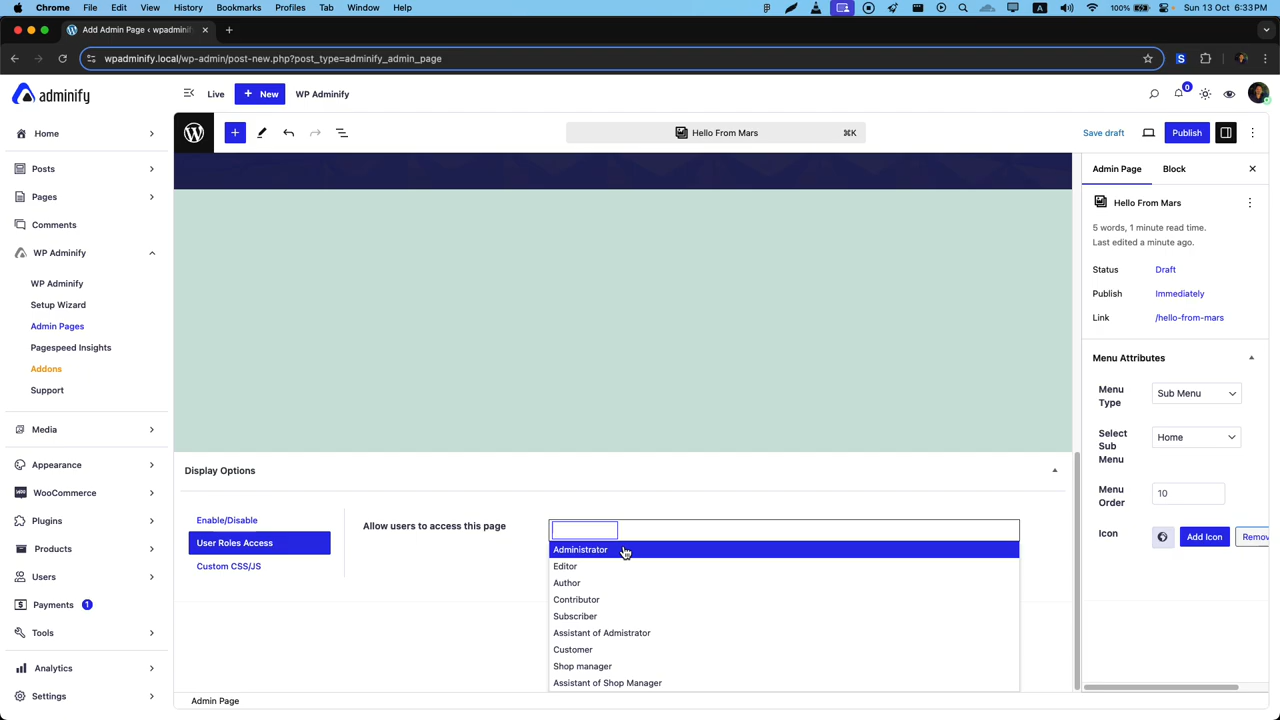 Chrome File Edit View History Bookmarks Profiles Tab Window Help A 100% Sun 13 Oct 6:33 PM
Add Admin Page ‹ wpadminif
wpadminify.local/wp-admin/post-new.php?post_type=adminify_admin_page
adminify
Live + New WP Adminify 0
Home
Posts
Pages
Comments
WP Adminify
WP Adminify
Setup Wizard
Admin Pages
Pagespeed Insights
Addons
Support
Media
Appearance
WooCommerce
Plugins
Products
Users
Payments 1
Tools
Analytics
Settings
Hello From Mars ⌘K
Save draft Publish
Display Options
Enable/Disable
User Roles Access
Custom CSS/JS
Allow users to access this page
Administrator
Editor
Author
Contributor
Subscriber
Assistant of Admistrator
Customer
Shop manager
Assistant of Shop Manager
Admin Page
Admin Page Block
Hello From Mars
5 words, 1 minute read time.
Last edited a minute ago.
Status Draft
Publish Immediately
Link /hello-from-mars
Menu Attributes
Menu
Type
Sub Menu
Select
Sub
Menu
Home
Menu
Order
10
Icon Add Icon Remov